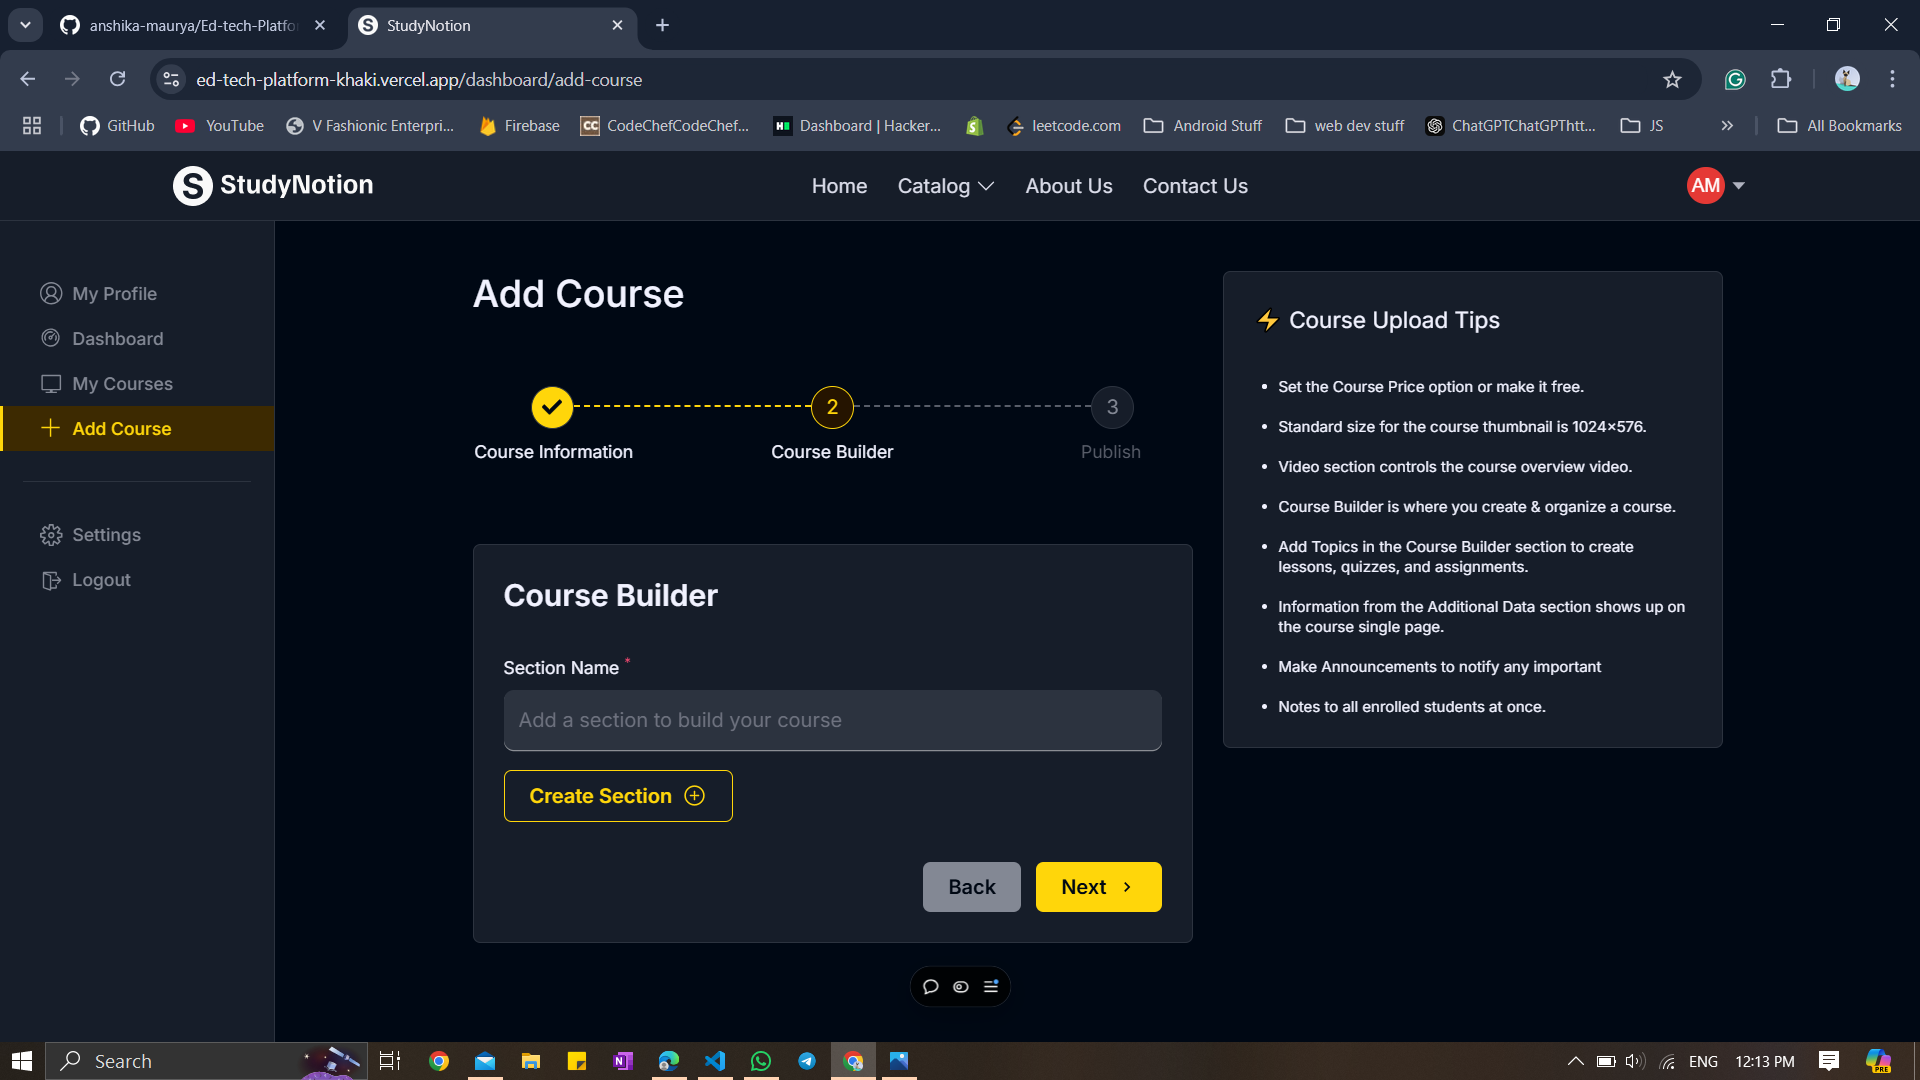 anshika-maurya/Ed-tech-Platfo
StudyNotion
ed-tech-platform-khaki.vercel.app/dashboard/add-course
GitHub
YouTube
V Fashionic Enterpri...
Firebase
CC
CodeChefCodeChef...
Dashboard | Hacker...
leetcode.com
Android Stuff
web dev stuff
ChatGPTChatGPThtt...
JS
All Bookmarks
S StudyNotion
Home
Catalog
About Us
Contact Us
AM
My Profile
Dashboard
My Courses
Add Course
Settings
Logout
Add Course
2
3
Course Information
Course Builder
Publish
Course Builder
Section Name *
Add a section to build your course
Create Section
Back
Next
⚡ Course Upload Tips
• Set the Course Price option or make it free.
• Standard size for the course thumbnail is 1024×576.
• Video section controls the course overview video.
• Course Builder is where you create & organize a course.
• Add Topics in the Course Builder section to create
lessons, quizzes, and assignments.
• Information from the Additional Data section shows up on
the course single page.
• Make Announcements to notify any important
• Notes to all enrolled students at once.
Search
ENG
12:13 PM
PRE